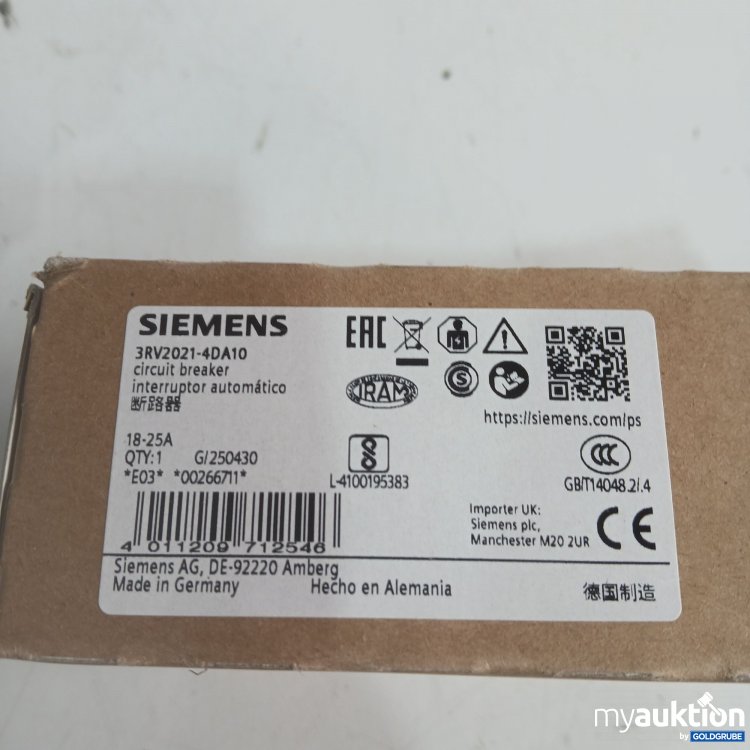 SIEMENS
3RV2021-4DA10
circuit breaker
interruptor automático
断路器
EAC
IRAM
S
https://siemens.com/ps
18-25A
QTY:1 G/250430
*E03* *00266711*
L-4100195383
CCC
GB/T14048.2/.4
4 011209 712546
Importer UK:
Siemens plc,
Manchester M20 2UR
CE
Siemens AG, DE-92220 Amberg
Made in Germany Hecho en Alemania
德国制造
myauktion
by GOLDGRUBE